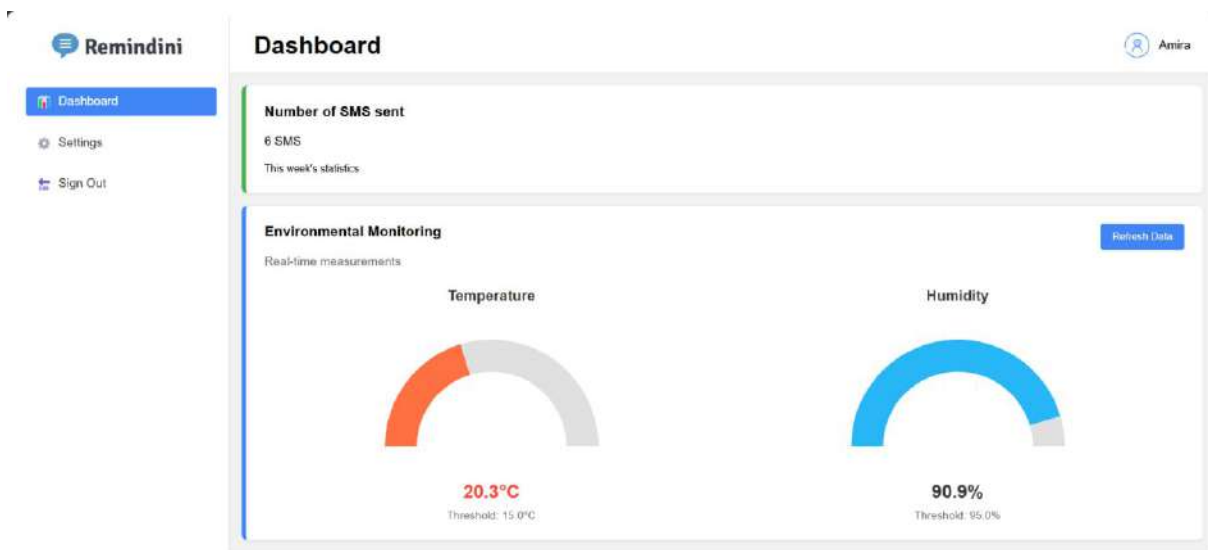 Remindini
Dashboard
Amira
Dashboard
Settings
Sign Out
Number of SMS sent
6 SMS
This week's statistics
Environmental Monitoring
Refresh Data
Real-time measurements
Temperature
Humidity
20.3°C
90.9%
Threshold: 15.0°C
Threshold: 95.0%